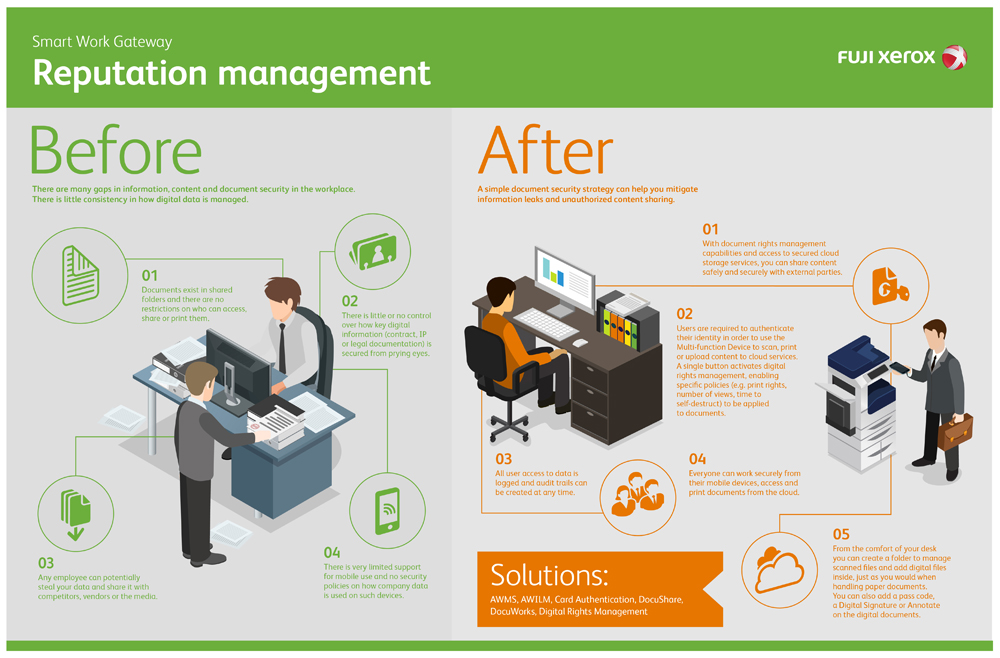 Smart Work Gateway
Reputation management
FUJI xerox
Before
There are many gaps in information, content and document security in the workplace.
There is little consistency in how digital data is managed.
01
Documents exist in shared
folders and there are no
restrictions on who can access,
share or print them.
02
There is little or no control
over how key digital
information (contract, IP
or legal documentation) is
secured from prying eyes.
03
Any employee can potentially
steal your data and share it with
competitors, vendors or the media.
04
There is very limited support
for mobile use and no security
policies on how company data
is used on such devices.
After
A simple document security strategy can help you mitigate
information leaks and unauthorized content sharing.
01
With document rights management
capabilities and access to secured cloud
storage services, you can share content
safely and securely with external parties.
02
Users are required to authenticate
their identity in order to use the
Multi-function Device to scan, print
or upload content to cloud services.
A single button activates digital
rights management, enabling
specific policies (e.g. print rights,
number of views, time to
self-destruct) to be applied
to documents.
03
All user access to data is
logged and audit trails can
be created at any time.
04
Everyone can work securely from
their mobile devices, access and
print documents from the cloud.
05
From the comfort of your desk
you can create a folder to manage
scanned files and add digital files
inside, just as you would when
handling paper documents.
You can also add a pass code,
a Digital Signature or Annotate
on the digital documents.
Solutions:
AWMS, AWILM, Card Authentication, DocuShare,
DocuWorks, Digital Rights Management